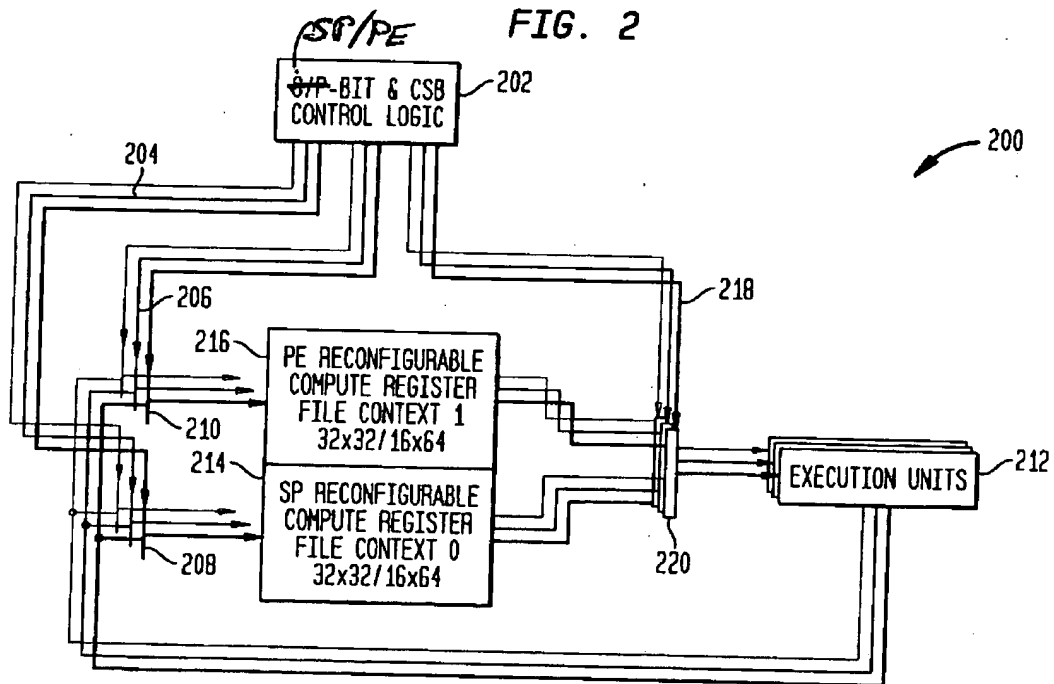 FIG. 2
SP/PE
S/P-BIT & CSB
CONTROL LOGIC
202
204
200
206
218
216
PE RECONFIGURABLE
COMPUTE REGISTER
FILE CONTEXT 1
32x32/16x64
210
214
SP RECONFIGURABLE
COMPUTE REGISTER
FILE CONTEXT 0
32x32/16x64
208
220
EXECUTION UNITS
212